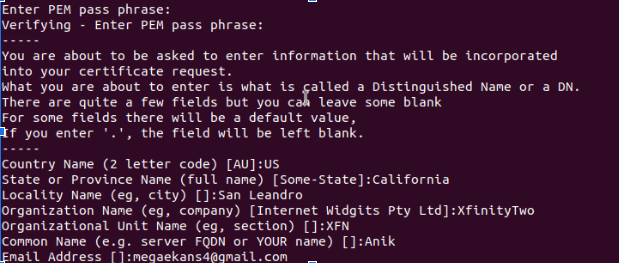 Enter PEM pass phrase:
Verifying - Enter PEM pass phrase:
-----
You are about to be asked to enter information that will be incorporated
into your certificate request.
What you are about to enter is what is called a Distinguished Name or a DN.
There are quite a few fields but you can leave some blank
For some fields there will be a default value,
If you enter '.', the field will be left blank.
-----
Country Name (2 letter code) [AU]:US
State or Province Name (full name) [Some-State]:California
Locality Name (eg, city) []:San Leandro
Organization Name (eg, company) [Internet Widgits Pty Ltd]:XfinityTwo
Organizational Unit Name (eg, section) []:XFN
Common Name (e.g. server FQDN or YOUR name) []:Anik
Email Address []:megaekans4@gmail.com